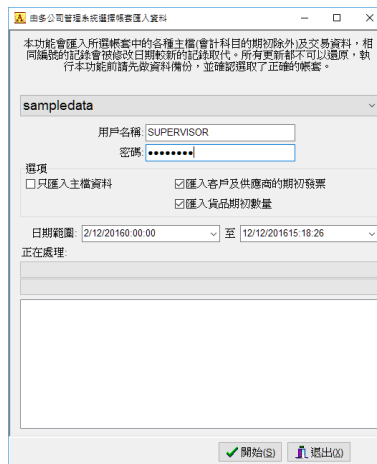 由多公司管理系統選擇帳套匯入資料
本功能會匯入所選帳套中的各種主檔(會計科目的期初除外)及交易資料，相
同編號的記錄會被修改日期較新的記錄取代。所有更新都不可以還原，執
行本功能前請先做資料備份，並確認選取了正確的帳套。
sampledata
用戶名稱: SUPERVISOR
密碼: ••••••••
選項
只匯入主檔資料 匯入客戶及供應商的期初發票
匯入貨品期初數量
日期範圍: 2/12/20160:00:00 至 12/12/201615:18:26
正在處理:
開始(S) 退出(X)